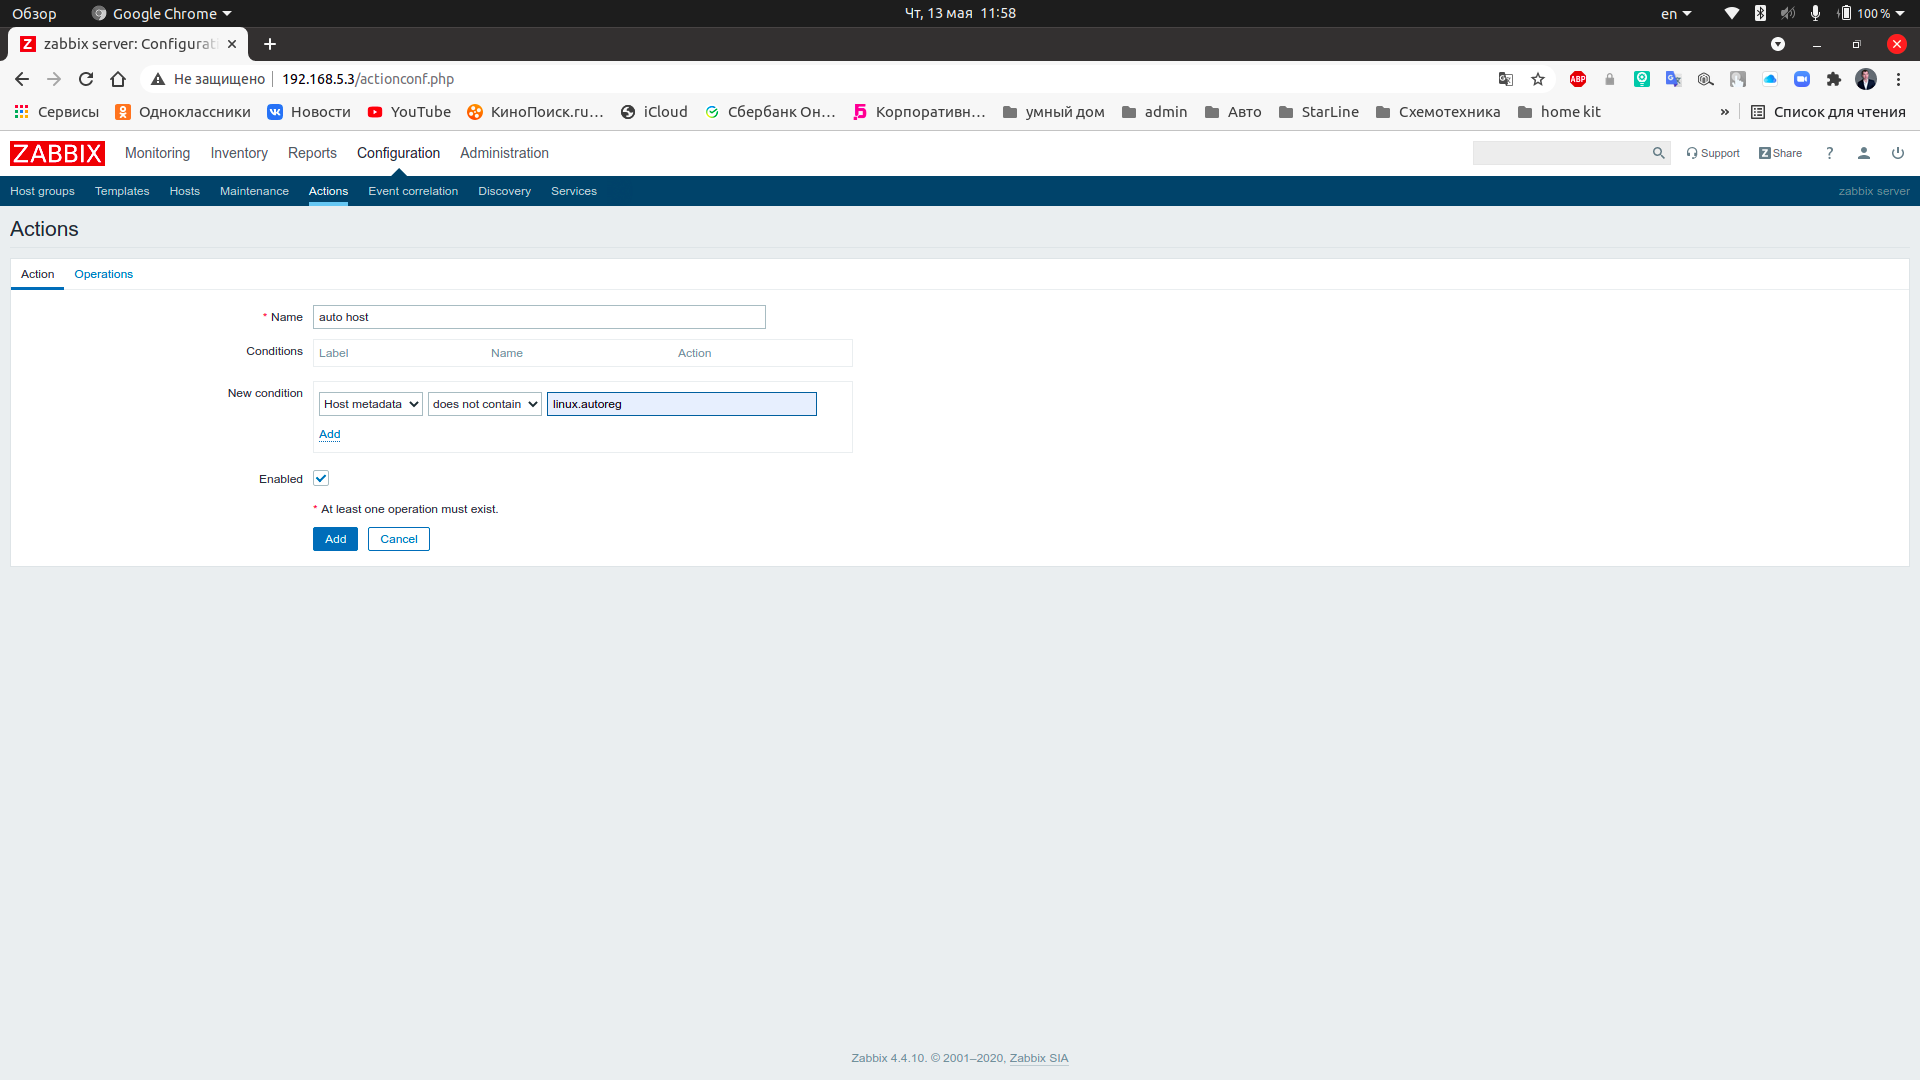 Обзор Google Chrome Чт, 13 мая 11:58 en 100 %
Z zabbix server: Configurat
Не защищено 192.168.5.3/actionconf.php ABP
Сервисы Одноклассники Новости YouTube КиноПоиск.ru… iCloud Сбербанк Он… Корпоративн… умный дом admin Авто StarLine Схемотехника home kit » Список для чтения
ZABBIX Monitoring Inventory Reports Configuration Administration Support Z Share ?
Host groups Templates Hosts Maintenance Actions Event correlation Discovery Services zabbix server
Actions
Action Operations
* Name auto host
Conditions Label Name Action
New condition
Host metadata does not contain linux.autoreg
Add
Enabled
* At least one operation must exist.
Add Cancel
Zabbix 4.4.10. © 2001–2020, Zabbix SIA